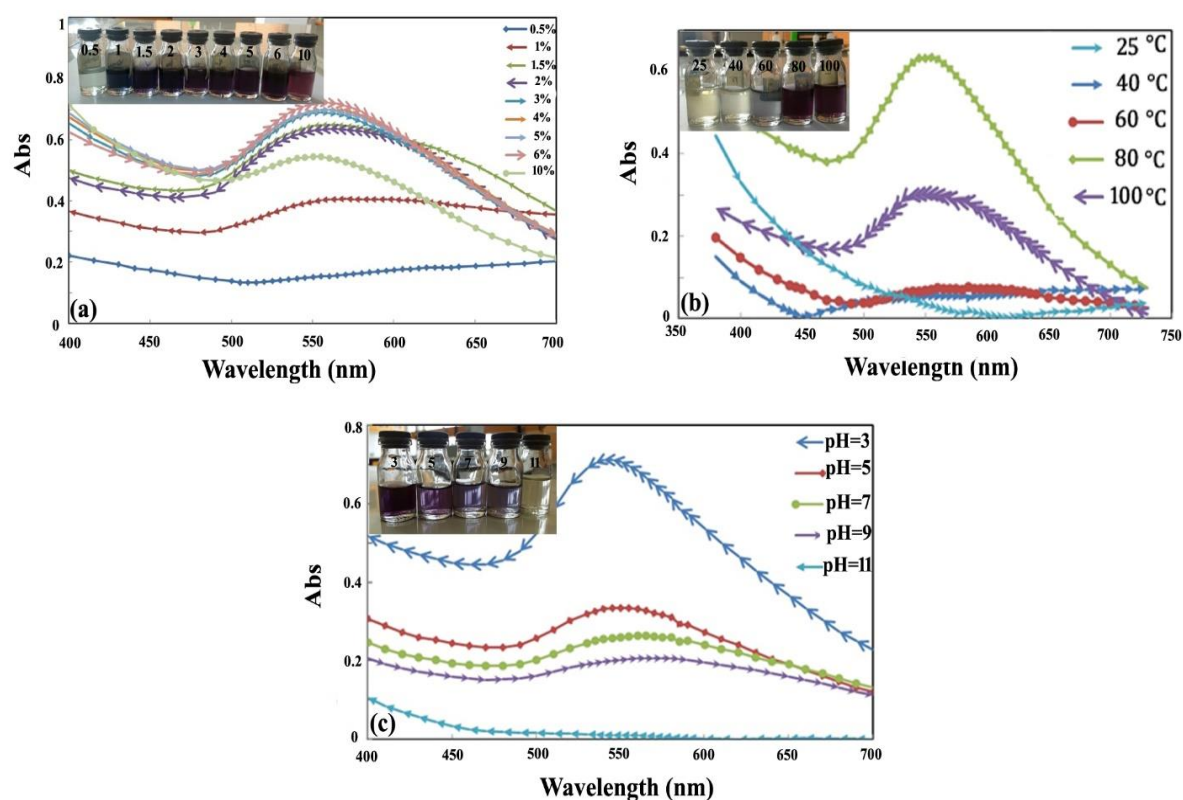 1
0.8
0.6
0.4
0.2
0
Abs
0.5 1 1.5 2 3 4 5 6 10
0.5%
1%
1.5%
2%
3%
4%
5%
6%
10%
(a)
400 450 500 550 600 650 700
Wavelength (nm)
0.6
0.4
0.2
0
Abs
25 40 60 80 100
25 °C
40 °C
60 °C
80 °C
100 °C
(b)
350 400 450 500 550 600 650 700 750
Wavelength (nm)
0.8
0.6
0.4
0.2
0
Abs
3 5 7 9 11
pH=3
pH=5
pH=7
pH=9
pH=11
(c)
400 450 500 550 600 650 700
Wavelength (nm)